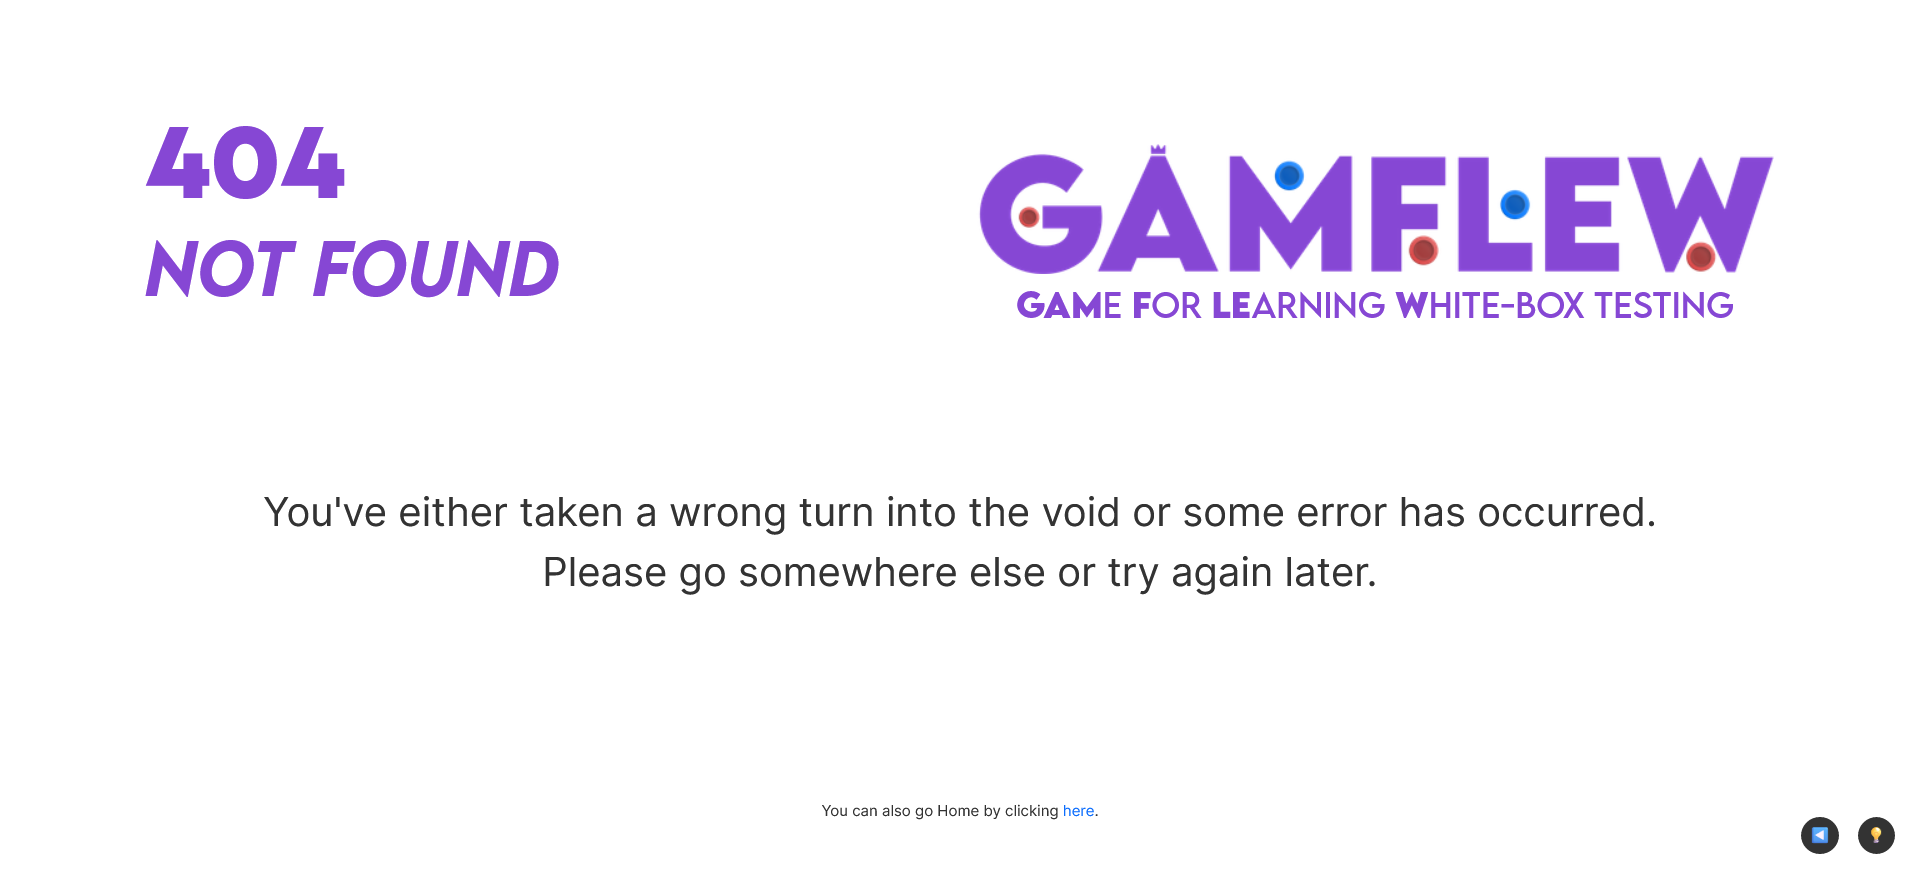 404
NOT FOUND
GAMFLEW
GAME FOR LEARNING WHITE-BOX TESTING
You've either taken a wrong turn into the void or some error has occurred.
Please go somewhere else or try again later.
You can also go Home by clicking here.